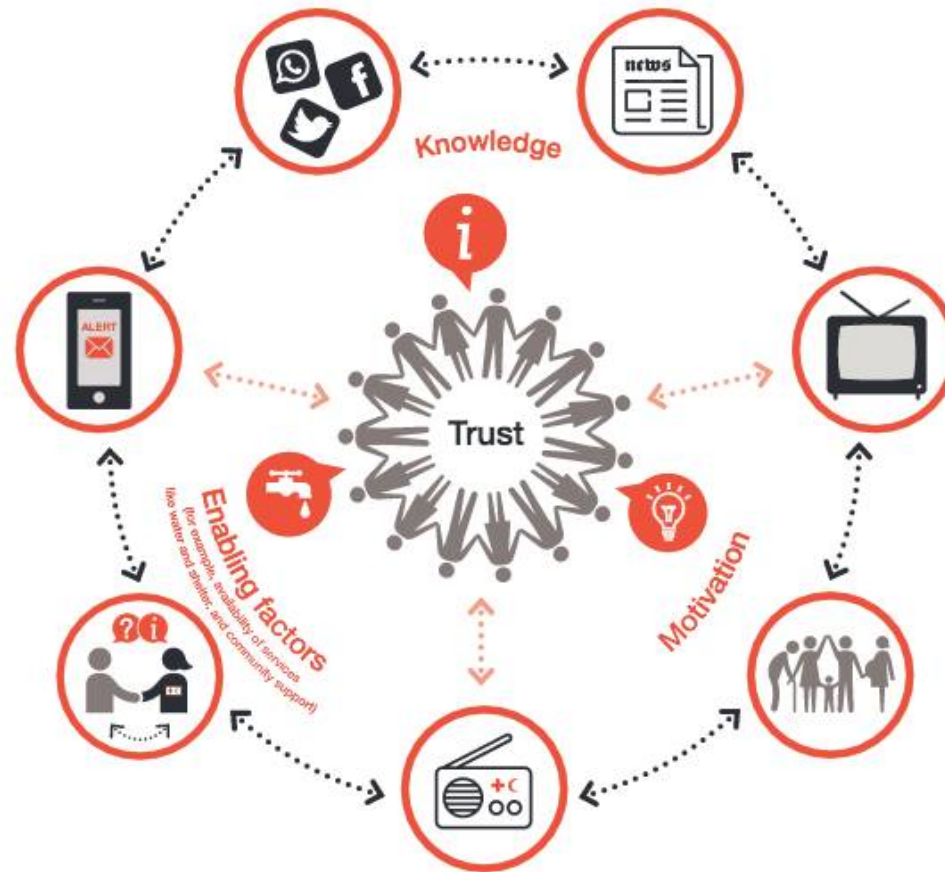 news
Knowledge
i
ALERT
Trust
Enabling factors
(for example, availability of services
like water and shelter, and community support)
Motivation
? i